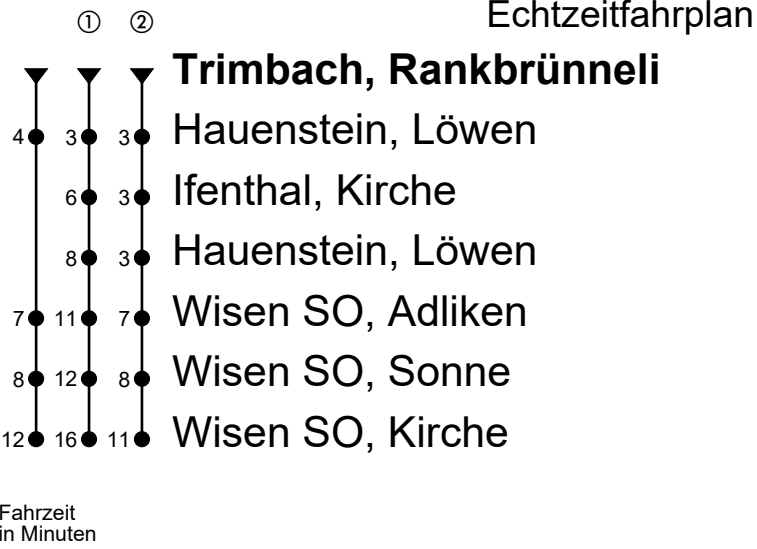 ① ② Echtzeitfahrplan
Trimbach, Rankbrünneli
4 3 3 Hauenstein, Löwen
6 3 Ifenthal, Kirche
8 3 Hauenstein, Löwen
7 11 7 Wisen SO, Adliken
8 12 8 Wisen SO, Sonne
12 16 11 Wisen SO, Kirche
Fahrzeit
in Minuten